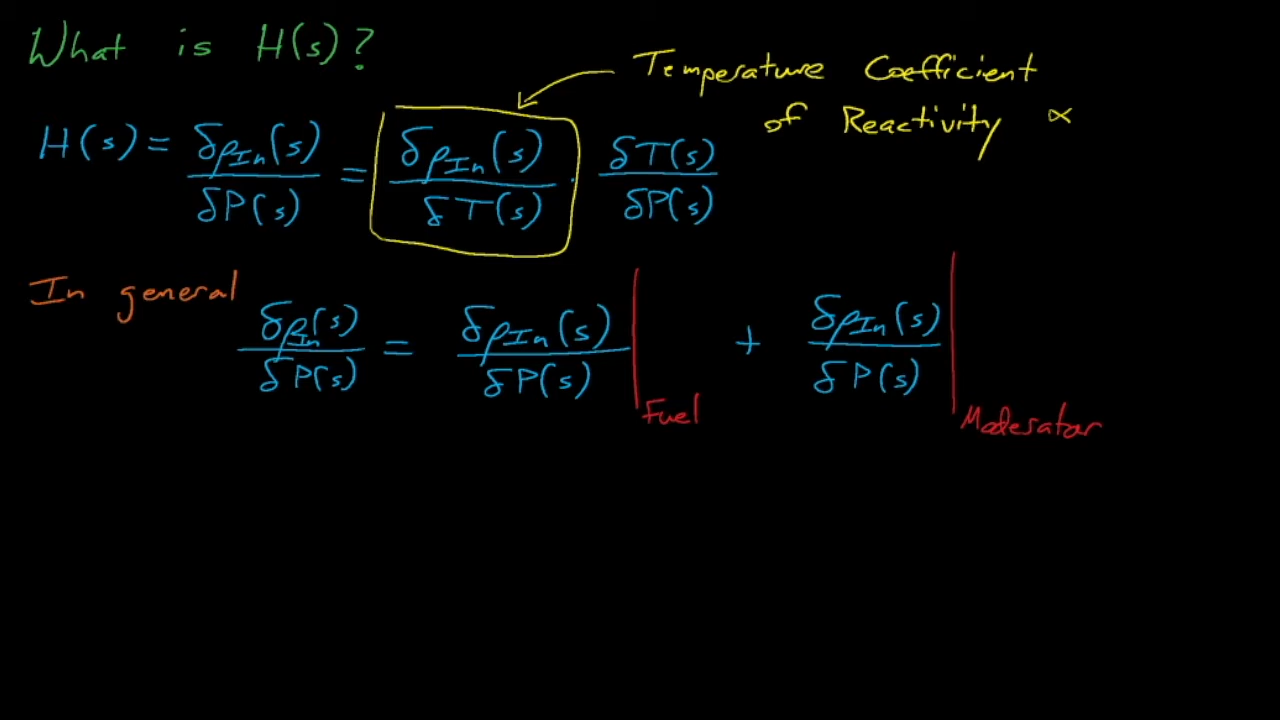 What is H(s)?
Temperature Coefficient
of Reactivity ∝
H(s) = δρIn(s)/δP(s) = δρIn(s)/δT(s) · δT(s)/δP(s)
In general
δρIn(s)/δP(s) = δρIn(s)/δP(s) | Fuel + δρIn(s)/δP(s) | Moderator